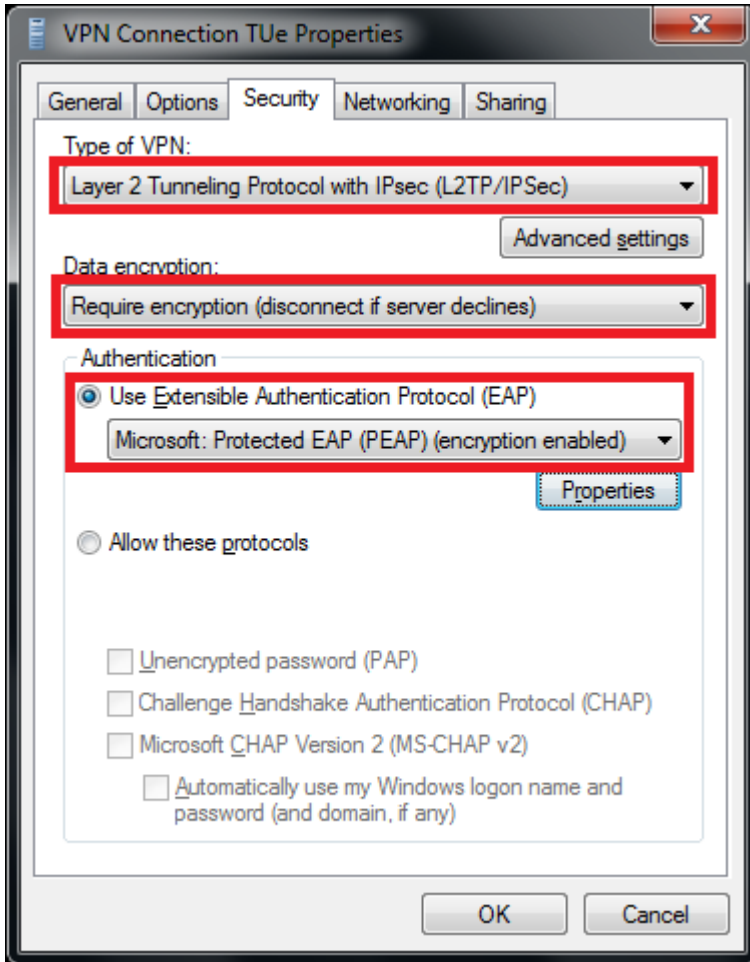 VPN Connection TUe Properties
General Options Security Networking Sharing
Type of VPN:
Layer 2 Tunneling Protocol with IPsec (L2TP/IPSec)
Advanced settings
Data encryption:
Require encryption (disconnect if server declines)
Authentication
Use Extensible Authentication Protocol (EAP)
Microsoft: Protected EAP (PEAP) (encryption enabled)
Properties
Allow these protocols
Unencrypted password (PAP)
Challenge Handshake Authentication Protocol (CHAP)
Microsoft CHAP Version 2 (MS-CHAP v2)
Automatically use my Windows logon name and
password (and domain, if any)
OK Cancel